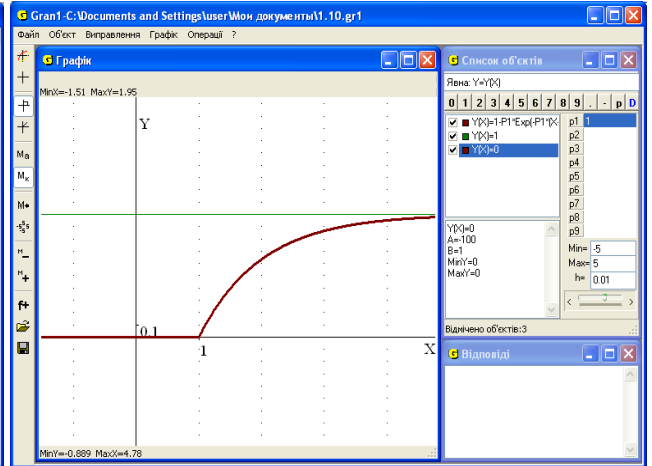 Gran1-C:\Documents and Settings\user\Мои документы\1.10.gr1
Файл Об'єкт Виправлення Графік Операції ?
Графік
MinX=-1.51 MaxY=1.95
Y
0.1
1
X
MinY=-0.889 MaxX=4.78
Ma
Mк
M•
-5
M-
M+
f+
Список об'єктів
Явна: Y=Y(X)
0 1 2 3 4 5 6 7 8 9 . - p D
Y(X)=1-P1*Exp(-P1*(X-
Y(X)=1
Y(X)=0
p1 1
p2
p3
p4
p5
p6
p7
p8
p9
Y(X)=0
A=-100
B=1
MinY=0
MaxY=0
Min= -5
Max= 5
h= 0.01
Відмічено об'єктів:3
Відповіді